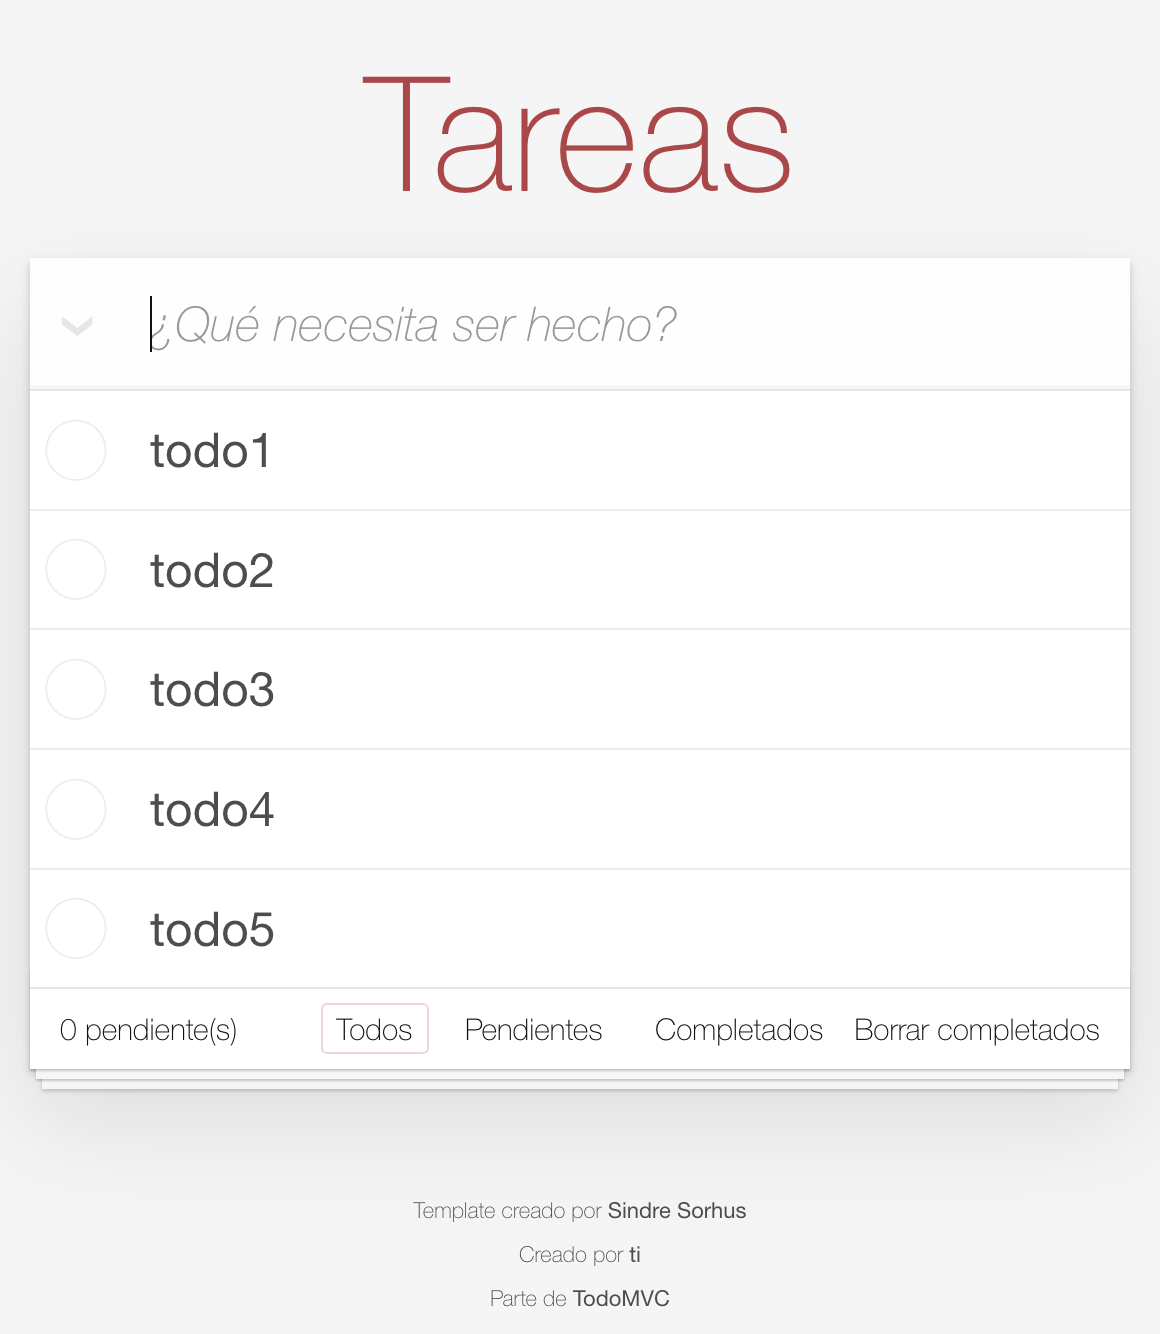 Tareas
¿Qué necesita ser hecho?
todo1
todo2
todo3
todo4
todo5
0 pendiente(s) Todos Pendientes Completados Borrar completados
Template creado por Sindre Sorhus
Creado por ti
Parte de TodoMVC